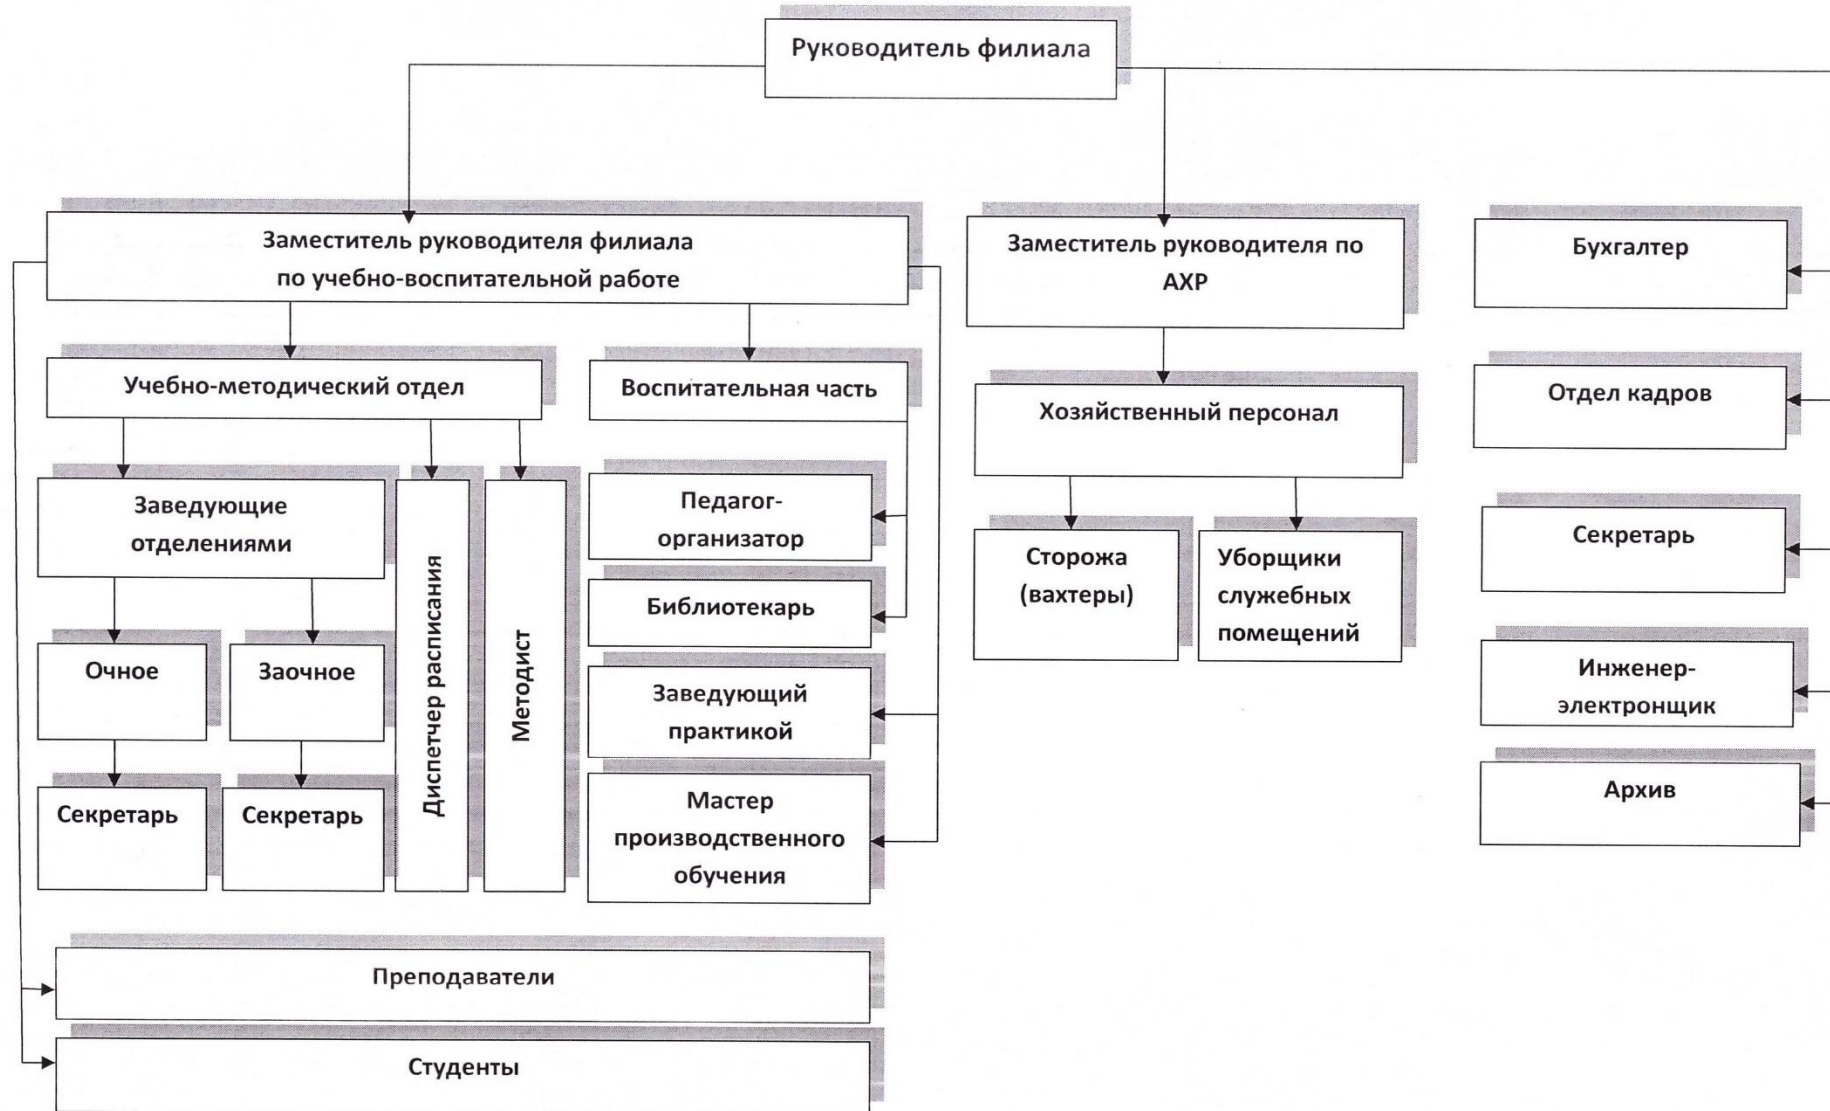 Руководитель филиала
Заместитель руководителя филиала
по учебно-воспитательной работе
Заместитель руководителя по
АХР
Бухгалтер
Учебно-методический отдел
Воспитательная часть
Хозяйственный персонал
Отдел кадров
Заведующие
отделениями
Диспетчер расписания
Методист
Педагог-
организатор
Сторожа
(вахтеры)
Уборщики
служебных
помещений
Секретарь
Библиотекарь
Очное
Заочное
Заведующий
практикой
Инженер-
электронщик
Секретарь
Секретарь
Мастер
производственного
обучения
Архив
Преподаватели
Студенты